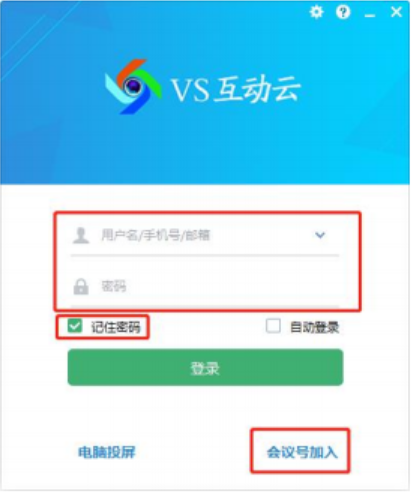 VS互动云
用户名/手机号/邮箱
密码
记住密码 自动登录
登录
电脑投屏 会议号加入